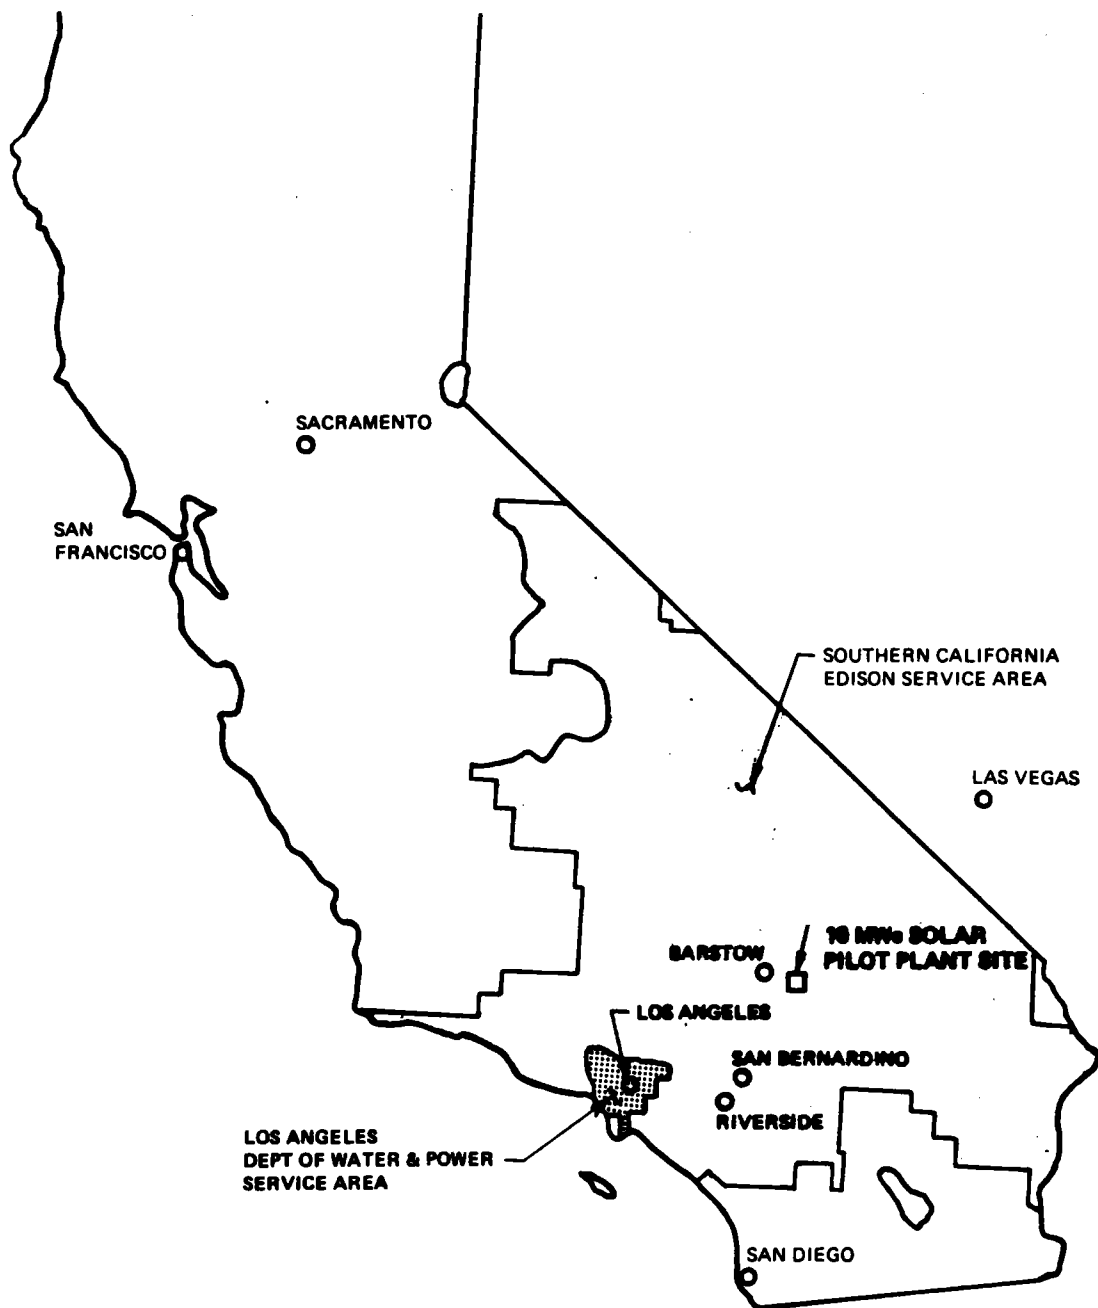 SACRAMENTO
SAN
FRANCISCO
SOUTHERN CALIFORNIA
EDISON SERVICE AREA
LAS VEGAS
BARSTOW
10 MWe SOLAR
PILOT PLANT SITE
LOS ANGELES
SAN BERNARDINO
RIVERSIDE
LOS ANGELES
DEPT OF WATER & POWER
SERVICE AREA
SAN DIEGO